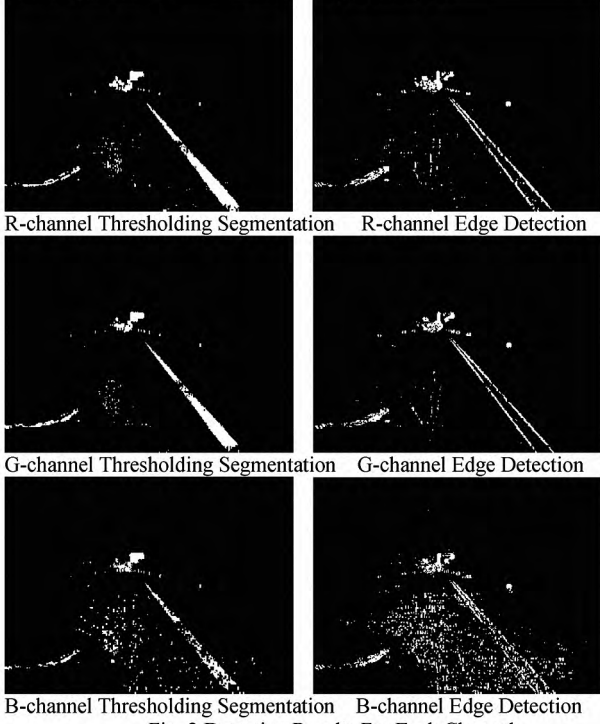 R-channel Thresholding Segmentation R-channel Edge Detection
G-channel Thresholding Segmentation G-channel Edge Detection
B-channel Thresholding Segmentation B-channel Edge Detection